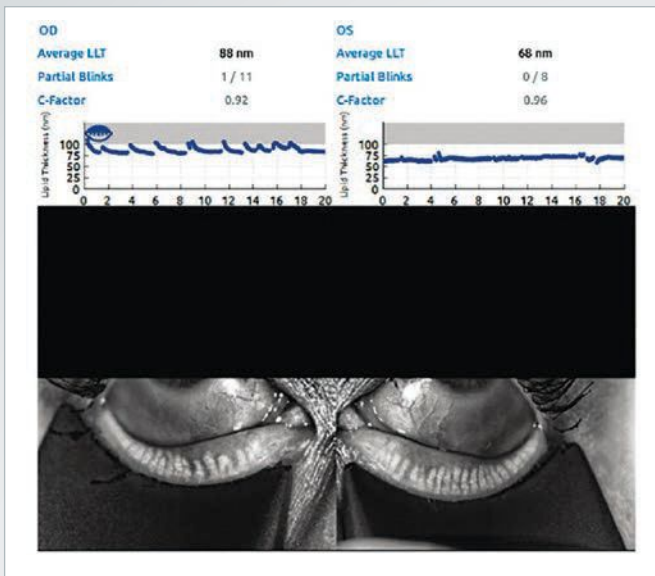 OD
Average LLT 88 nm
Partial Blinks 1 / 11
C-Factor 0.92
Lipid Thickness (nm)
100
75
50
25
0
0 2 4 6 8 10 12 14 16 18 20
OS
Average LLT 68 nm
Partial Blinks 0 / 8
C-Factor 0.96
Lipid Thickness (nm)
100
75
50
25
0
0 2 4 6 8 10 12 14 16 18 20